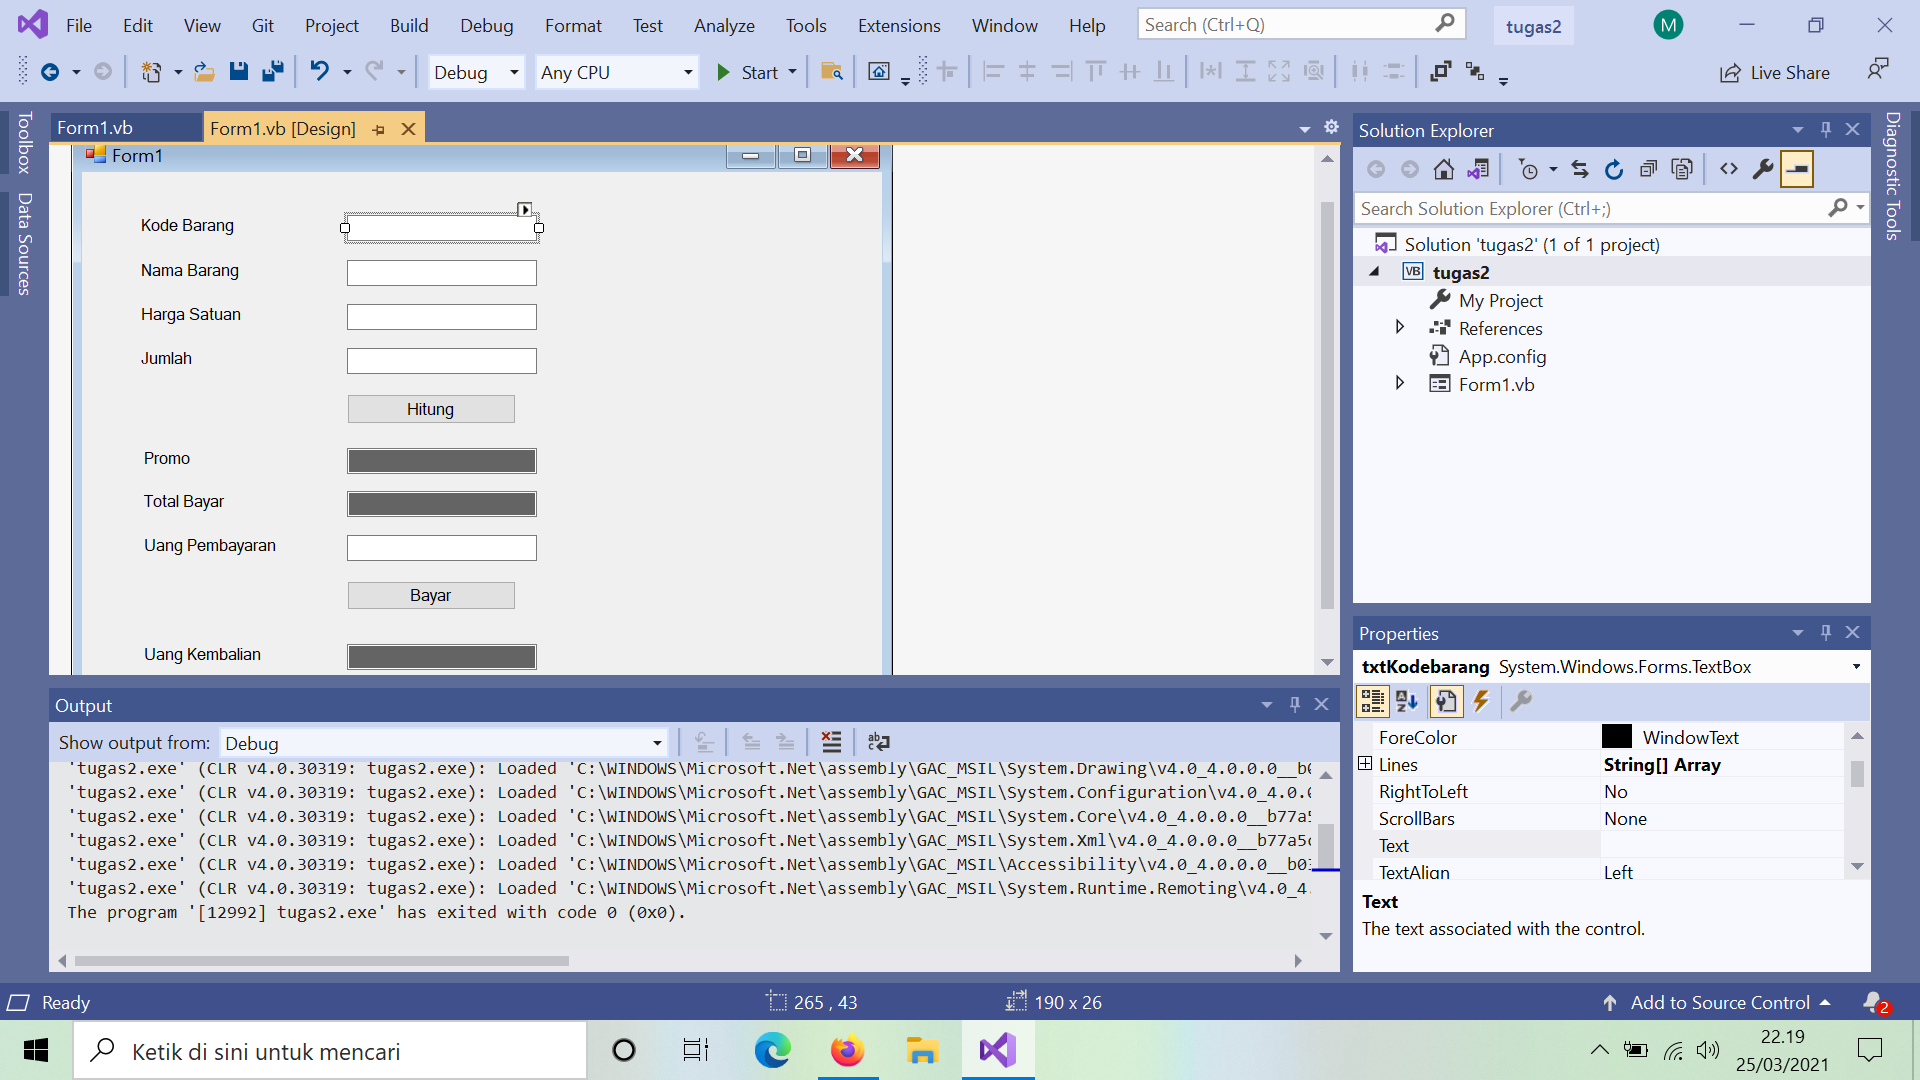 File Edit View Git Project Build Debug Format Test Analyze Tools Extensions Window Help Search (Ctrl+Q) tugas2 M
Debug Any CPU Start Live Share
Toolbox
Data Sources
Form1.vb Form1.vb [Design]
Form1
Kode Barang
Nama Barang
Harga Satuan
Jumlah
Hitung
Promo
Total Bayar
Uang Pembayaran
Bayar
Uang Kembalian
Output
Show output from: Debug
'tugas2.exe' (CLR v4.0.30319: tugas2.exe): Loaded 'C:\WINDOWS\Microsoft.Net\assembly\GAC_MSIL\System.Drawing\v4.0_4.0.0.0__b0
'tugas2.exe' (CLR v4.0.30319: tugas2.exe): Loaded 'C:\WINDOWS\Microsoft.Net\assembly\GAC_MSIL\System.Configuration\v4.0_4.0.0
'tugas2.exe' (CLR v4.0.30319: tugas2.exe): Loaded 'C:\WINDOWS\Microsoft.Net\assembly\GAC_MSIL\System.Core\v4.0_4.0.0.0__b77a5
'tugas2.exe' (CLR v4.0.30319: tugas2.exe): Loaded 'C:\WINDOWS\Microsoft.Net\assembly\GAC_MSIL\System.Xml\v4.0_4.0.0.0__b77a5c
'tugas2.exe' (CLR v4.0.30319: tugas2.exe): Loaded 'C:\WINDOWS\Microsoft.Net\assembly\GAC_MSIL\Accessibility\v4.0_4.0.0.0__b03
'tugas2.exe' (CLR v4.0.30319: tugas2.exe): Loaded 'C:\WINDOWS\Microsoft.Net\assembly\GAC_MSIL\System.Runtime.Remoting\v4.0_4.
The program '[12992] tugas2.exe' has exited with code 0 (0x0).
Solution Explorer
Search Solution Explorer (Ctrl+;)
Solution 'tugas2' (1 of 1 project)
VB tugas2
My Project
References
App.config
Form1.vb
Diagnostic Tools
Properties
txtKodebarang System.Windows.Forms.TextBox
ForeColor WindowText
Lines String[] Array
RightToLeft No
ScrollBars None
Text
TextAlign Left
Text
The text associated with the control.
Ready 265 , 43 190 x 26 Add to Source Control 2
Ketik di sini untuk mencari
22.19
25/03/2021